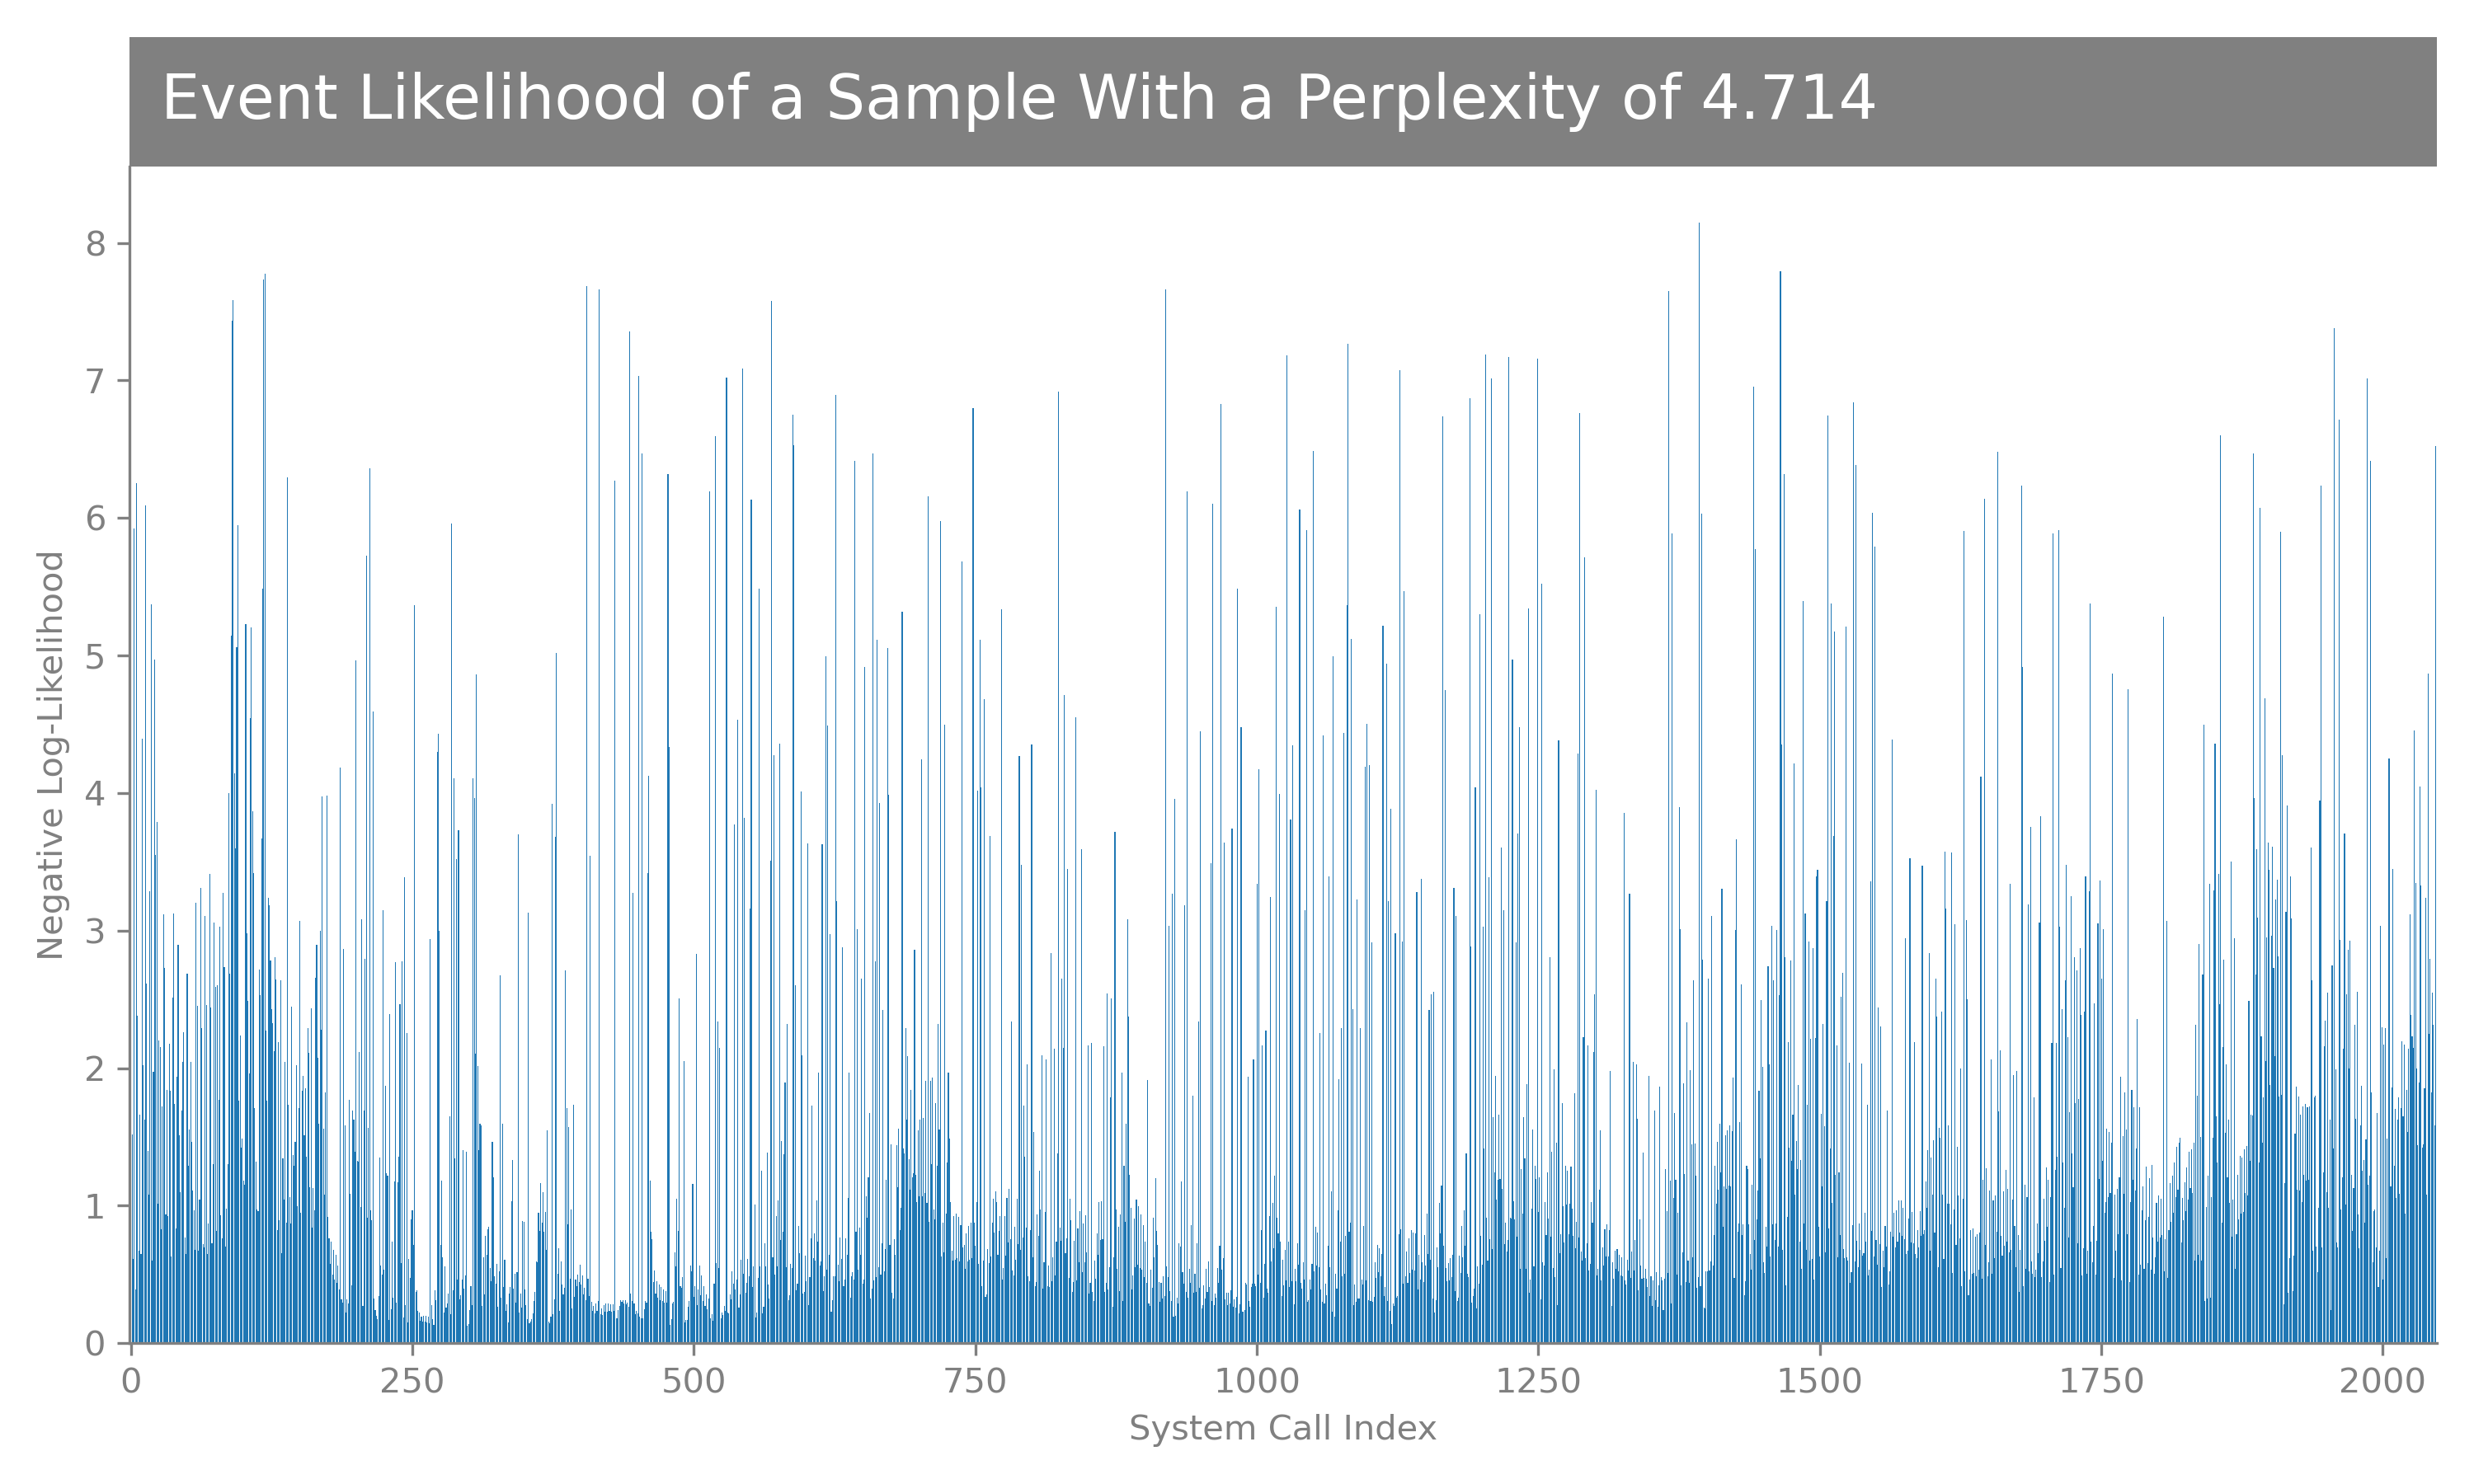 Event Likelihood of a Sample With a Perplexity of 4.714
Negative Log-Likelihood
8
7
6
5
4
3
2
1
0
0 250 500 750 1000 1250 1500 1750 2000
System Call Index